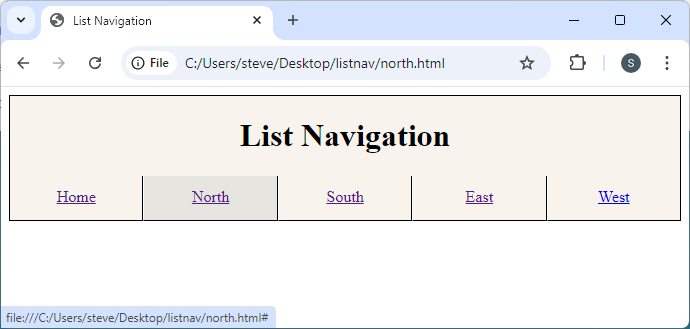 List Navigation
File C:/Users/steve/Desktop/listnav/north.html S
List Navigation
Home North South East West
file:///C:/Users/steve/Desktop/listnav/north.html#